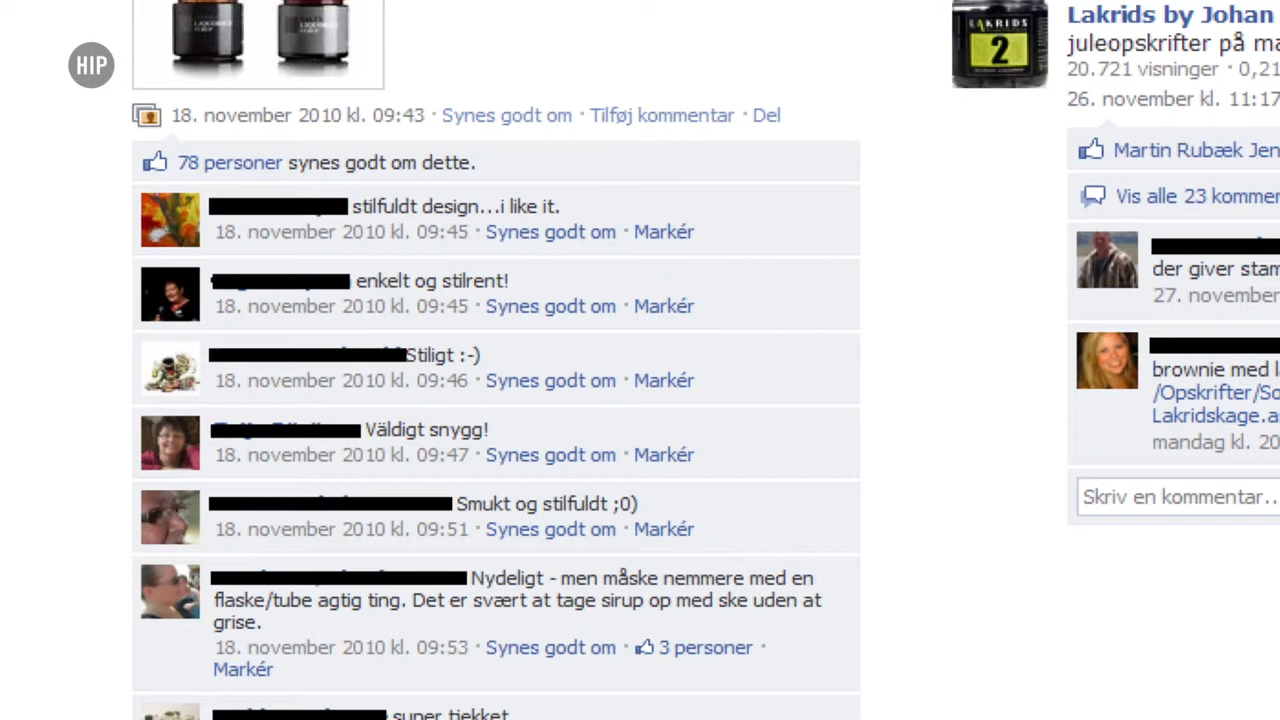 HIP
18. november 2010 kl. 09:43 · Synes godt om · Tilføj kommentar · Del
78 personer synes godt om dette.
stilfuldt design...i like it.
18. november 2010 kl. 09:45 · Synes godt om · Markér
enkelt og stilrent!
18. november 2010 kl. 09:45 · Synes godt om · Markér
Stiligt :-)
18. november 2010 kl. 09:46 · Synes godt om · Markér
Väldigt snygg!
18. november 2010 kl. 09:47 · Synes godt om · Markér
Smukt og stilfuldt ;0)
18. november 2010 kl. 09:51 · Synes godt om · Markér
Nydeligt - men måske nemmere med en
flaske/tube agtig ting. Det er svært at tage sirup op med ske uden at
grise.
18. november 2010 kl. 09:53 · Synes godt om · 3 personer ·
Markér
super tjekket
LAKRIDS
2
Lakrids by Johan
juleopskrifter på ma
20.721 visninger · 0,21
26. november kl. 11:17
Martin Rubæk Jen
Vis alle 23 kommen
der giver stam
27. november
brownie med la
/Opskrifter/So
Lakridskage.a
mandag kl. 20
Skriv en kommentar..